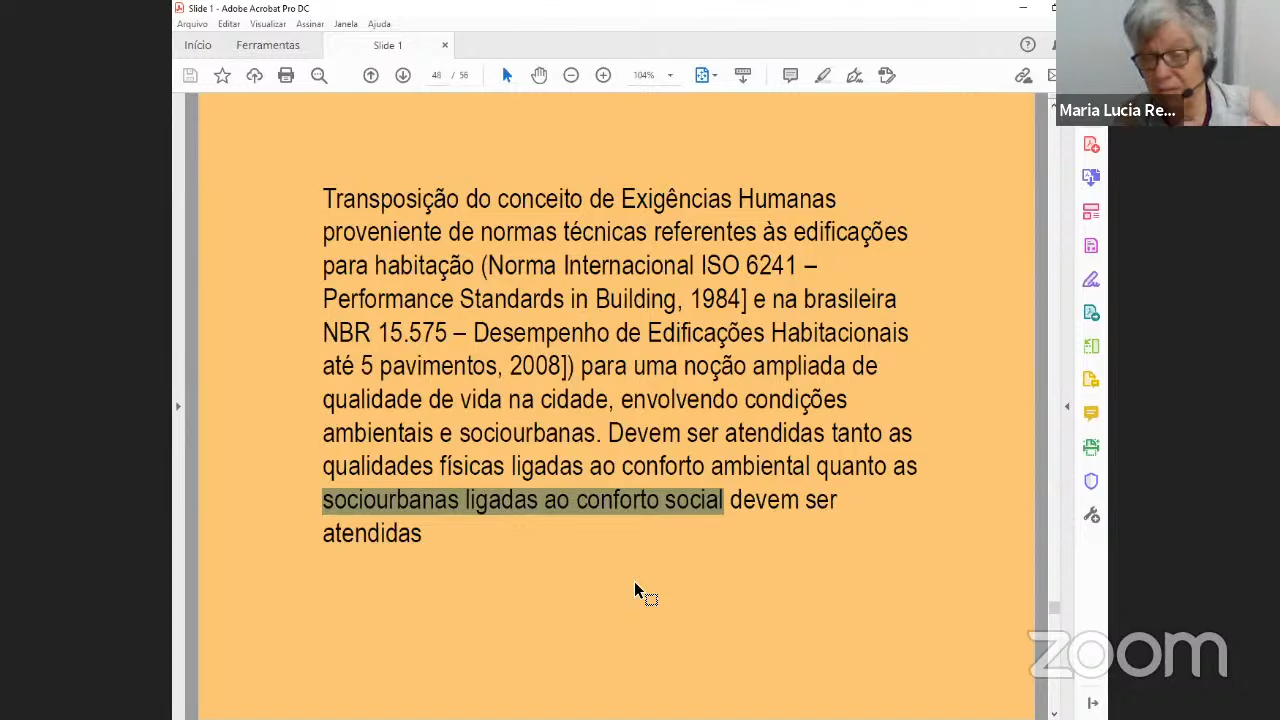 Slide 1 - Adobe Acrobat Pro DC
Arquivo Editar Visualizar Assinar Janela Ajuda
Início Ferramentas Slide 1
48 / 56 104%
Maria Lucia Re...
Transposição do conceito de Exigências Humanas
proveniente de normas técnicas referentes às edificações
para habitação (Norma Internacional ISO 6241 –
Performance Standards in Building, 1984] e na brasileira
NBR 15.575 – Desempenho de Edificações Habitacionais
até 5 pavimentos, 2008]) para uma noção ampliada de
qualidade de vida na cidade, envolvendo condições
ambientais e sociourbanas. Devem ser atendidas tanto as
qualidades físicas ligadas ao conforto ambiental quanto as
sociourbanas ligadas ao conforto social devem ser
atendidas
zoom